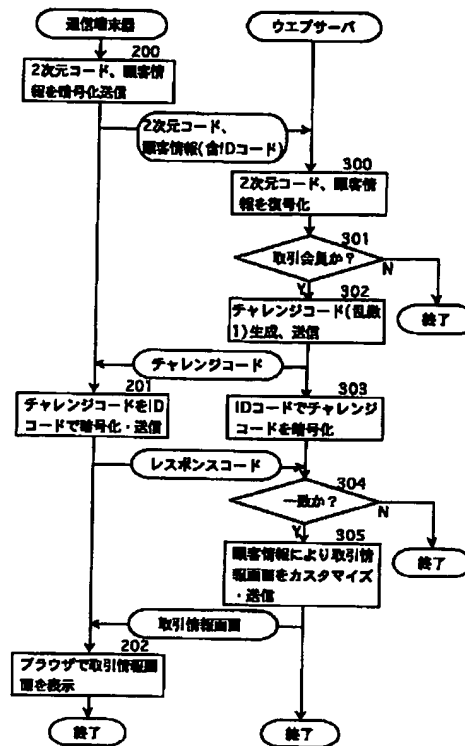 通信端末器
ウエブサーバ
200
2次元コード、顧客情
報を暗号化送信
2次元コード、
顧客情報(含IDコード)
300
2次元コード、顧客情
報を復号化
301
取引会員か?
N
Y
302
チャレンジコード(乱数
1)生成、送信
終了
チャレンジコード
201
チャレンジコードをID
コードで暗号化・送信
303
IDコードでチャレンジ
コードを暗号化
レスポンスコード
304
一致か?
N
Y
305
顧客情報により取引情
報画面をカスタマイズ
・送信
終了
取引情報画面
202
ブラウザで取引情報画
面を表示
終了
終了